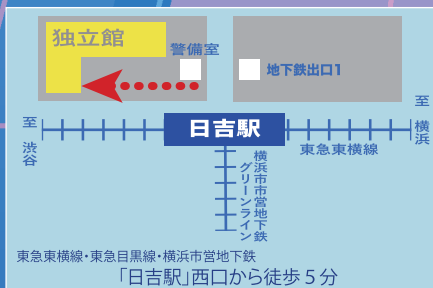 独立館
警備室
地下鉄出口1
至 横浜
至 渋谷
日吉駅
東急東横線
横浜市市営地下鉄
グリーンライン
東急東横線・東急目黒線・横浜市営地下鉄
「日吉駅」西口から徒歩5分